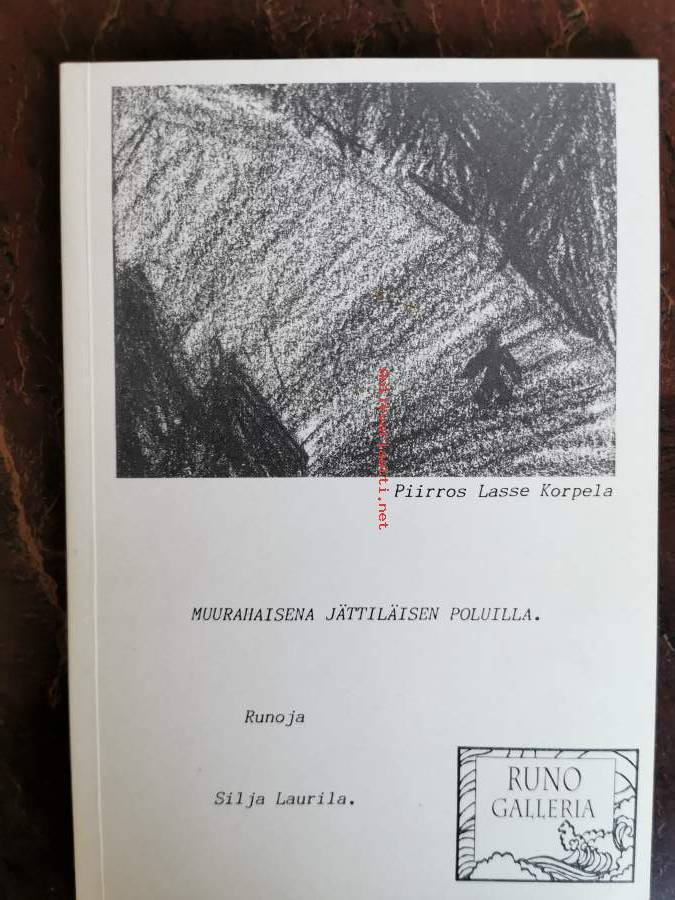 Piirros Lasse Korpela
MUURAHAISENA JÄTTILÄISEN POLUILLA.
Runoja
Silja Laurila.
RUNO
GALLERIA